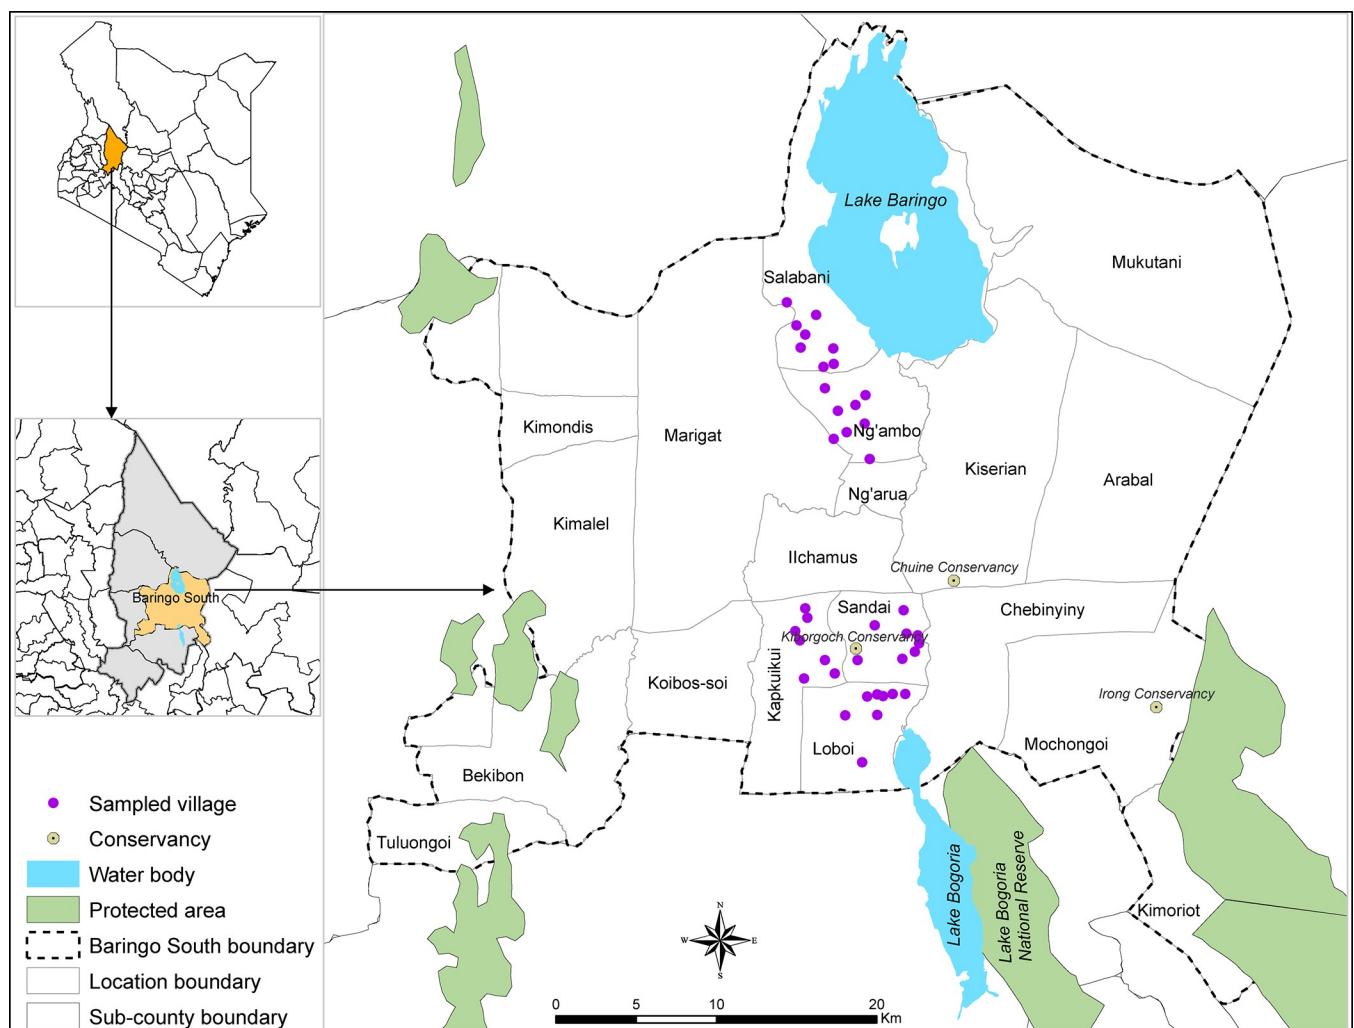 Lake Baringo
Mukutani
Salabani
Kimondis
Marigat
Ng'ambo
Kiserian
Arabal
Ng'arua
Kimalel
Ilchamus
Chuine Conservancy
Baringo South
Sandai
Chebinyiny
Kiborgoch Conservancy
Kapkuikui
Koibos-soi
Irong Conservancy
Loboi
Mochongoi
Bekibon
Tuluongoi
Lake Bogoria
Lake Bogoria
National Reserve
Kimoriot
Sampled village
Conservancy
Water body
Protected area
Baringo South boundary
Location boundary
Sub-county boundary
N
W
E
S
0 5 10 20
Km